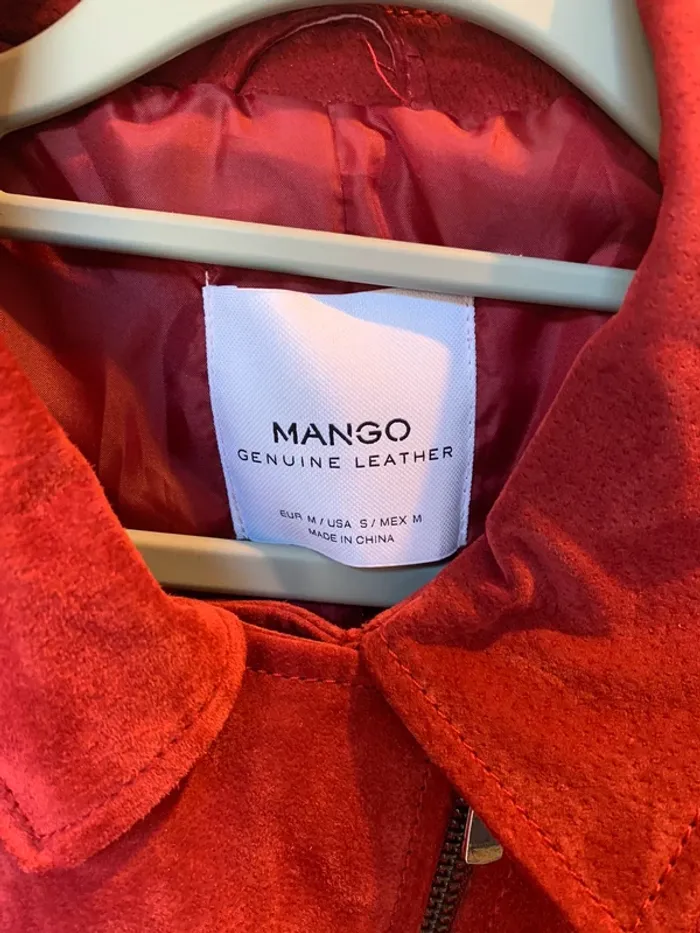 MANGO
GENUINE LEATHER
EUR M / USA S / MEX M
MADE IN CHINA